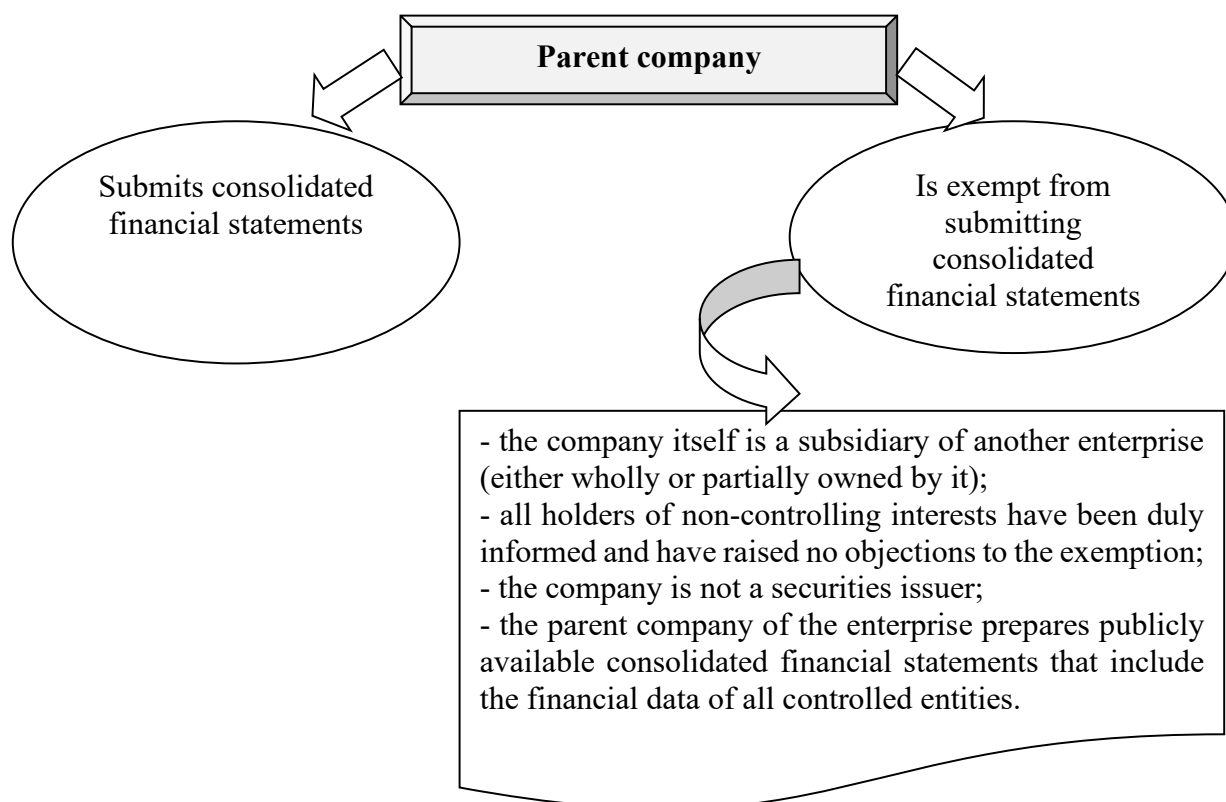 Parent company
Submits consolidated
financial statements
Is exempt from
submitting
consolidated
financial statements
- the company itself is a subsidiary of another enterprise
(either wholly or partially owned by it);
- all holders of non-controlling interests have been duly
informed and have raised no objections to the exemption;
- the company is not a securities issuer;
- the parent company of the enterprise prepares publicly
available consolidated financial statements that include
the financial data of all controlled entities.